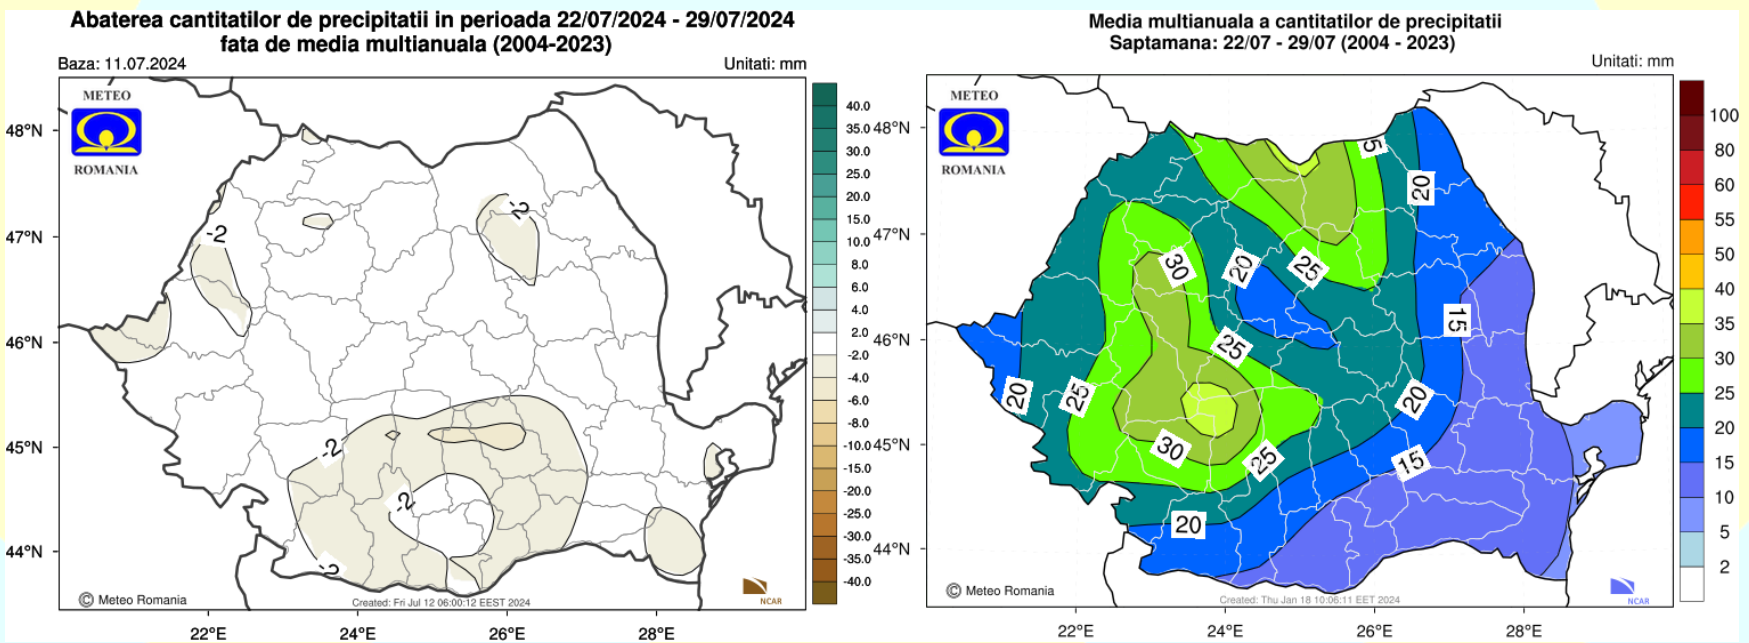 Abaterea cantitatilor de precipitatii in perioada 22/07/2024 - 29/07/2024
fata de media multianuala (2004-2023)
Baza: 11.07.2024
Unitati: mm
METEO
ROMANIA
48°N
47°N
46°N
45°N
44°N
22°E
24°E
26°E
28°E
-2
-2
-2
-2
-2
40.0
35.0
30.0
25.0
20.0
15.0
10.0
8.0
6.0
4.0
2.0
-2.0
-4.0
-6.0
-8.0
-10.0
-15.0
-20.0
-25.0
-30.0
-35.0
-40.0
© Meteo Romania
Created: Fri Jul 12 06:00:12 EEST 2024
NCAR
Media multianuala a cantitatilor de precipitatii
Saptamana: 22/07 - 29/07 (2004 - 2023)
Unitati: mm
METEO
ROMANIA
48°N
47°N
46°N
45°N
44°N
22°E
24°E
26°E
28°E
5
20
30
20
25
15
25
20
25
20
30
25
15
20
100
80
60
55
50
40
35
30
25
20
15
10
5
2
© Meteo Romania
Created: Thu Jan 18 10:06:11 EET 2024
NCAR